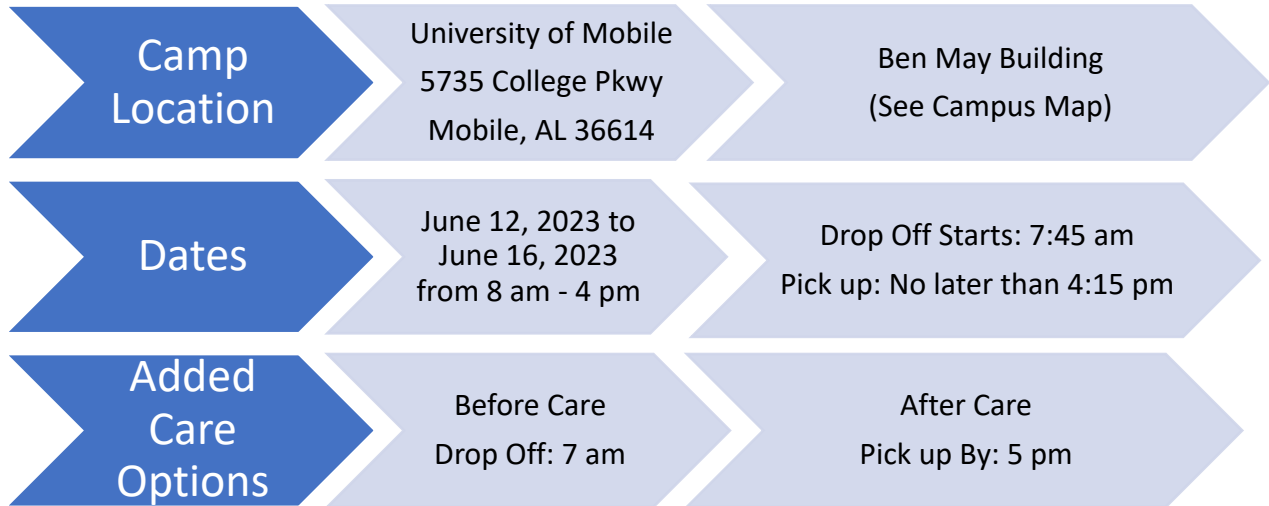 Camp
Location
University of Mobile
5735 College Pkwy
Mobile, AL 36614
Ben May Building
(See Campus Map)
Dates
June 12, 2023 to
June 16, 2023
from 8 am - 4 pm
Drop Off Starts: 7:45 am
Pick up: No later than 4:15 pm
Added
Care
Options
Before Care
Drop Off: 7 am
After Care
Pick up By: 5 pm